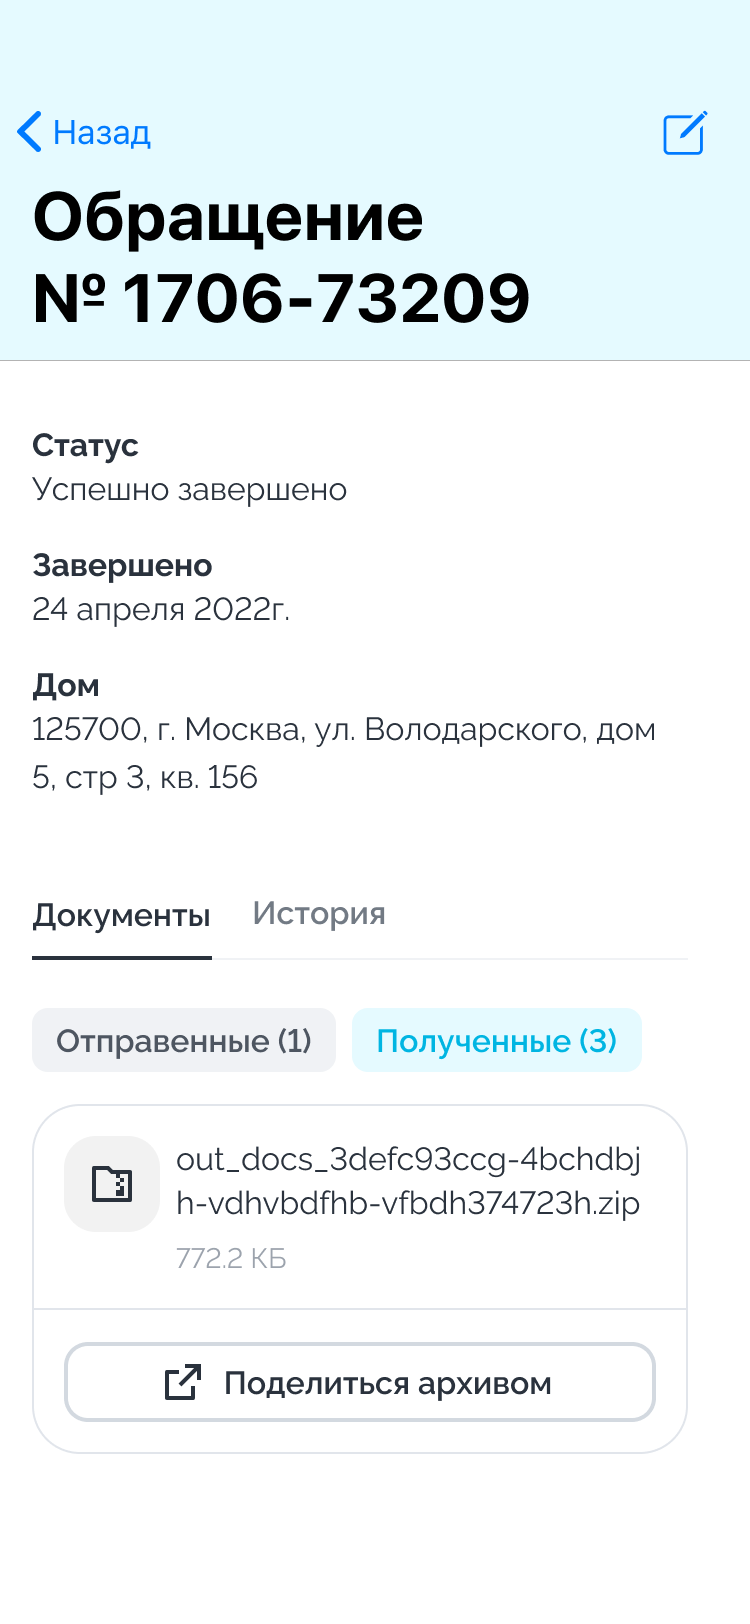 Назад
Обращение
№ 1706-73209
Статус
Успешно завершено
Завершено
24 апреля 2022г.
Дом
125700, г. Москва, ул. Володарского, дом
5, стр 3, кв. 156
Документы История
Отправенные (1) Полученные (3)
out_docs_3defc93ccg-4bchdbj
h-vdhvbdfhb-vfbdh374723h.zip
772.2 КБ
Поделиться архивом